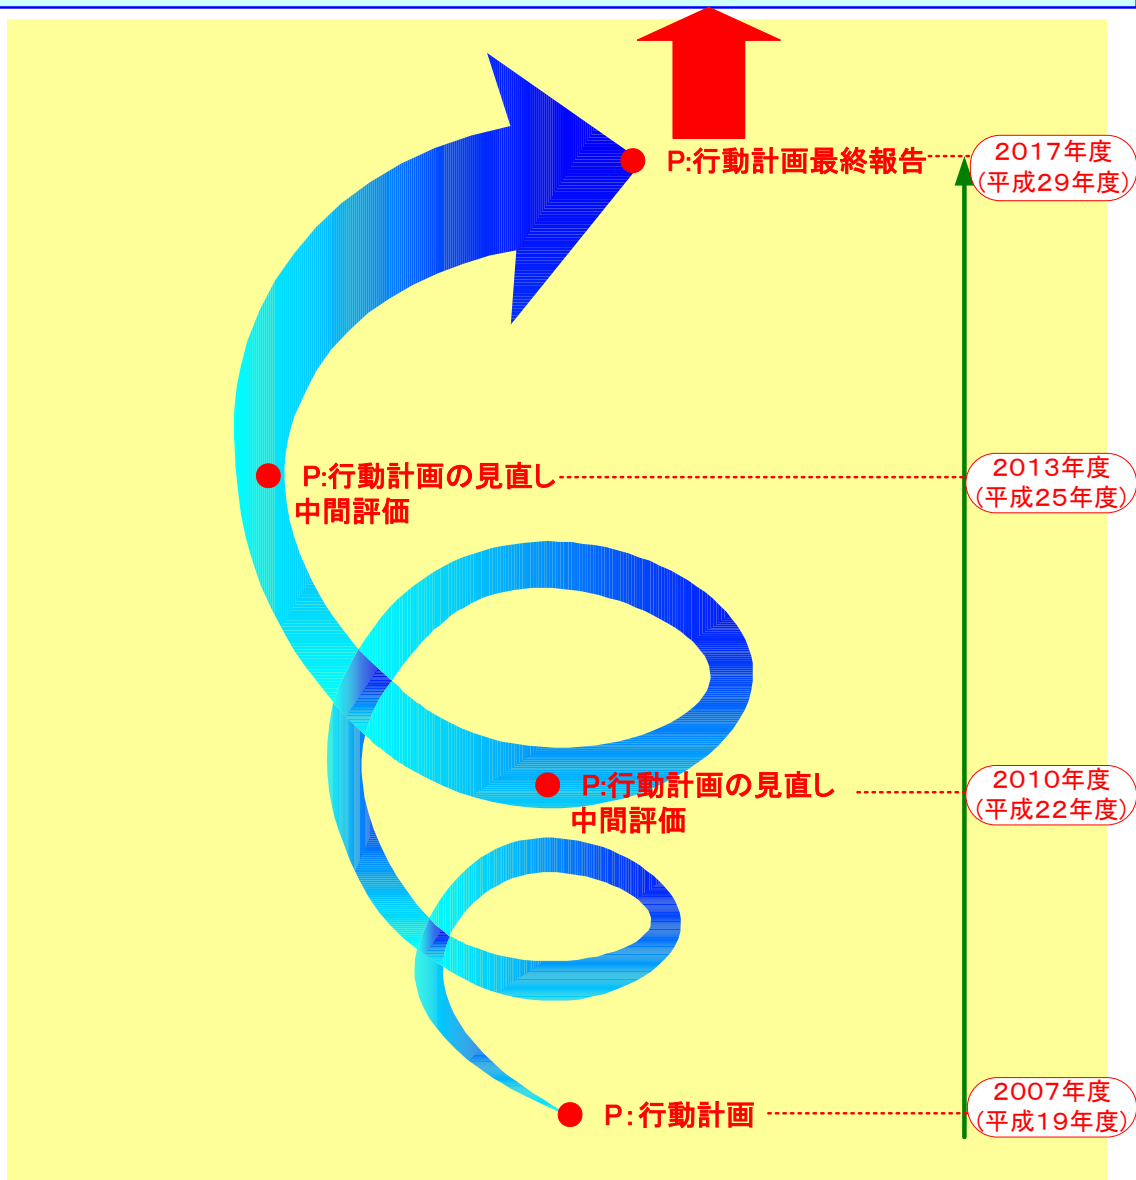 P:行動計画最終報告
2017年度
(平成29年度)
P:行動計画の見直し
中間評価
2013年度
(平成25年度)
P:行動計画の見直し
中間評価
2010年度
(平成22年度)
P:行動計画
2007年度
(平成19年度)